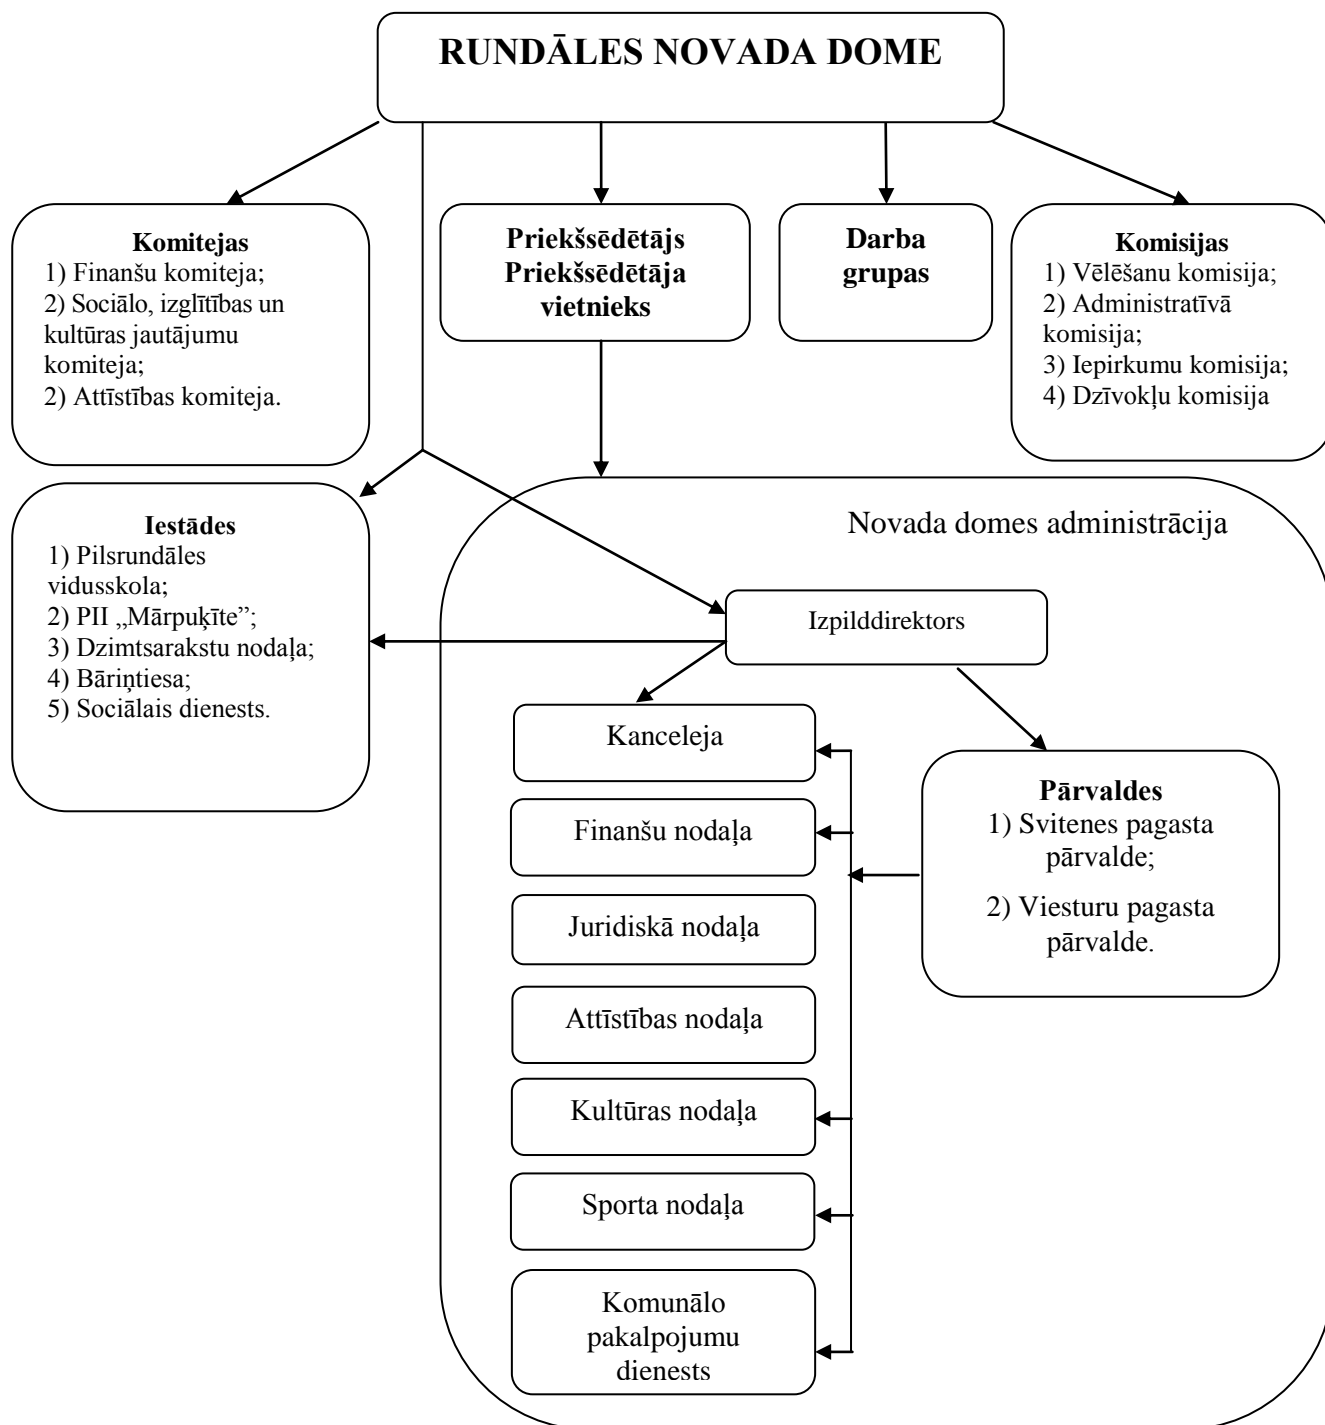 RUNDĀLES NOVADA DOME
Komitejas
1) Finanšu komiteja;
2) Sociālo, izglītības un
kultūras jautājumu
komiteja;
2) Attīstības komiteja.
Priekšsēdētājs
Priekšsēdētāja
vietnieks
Darba
grupas
Komisijas
1) Vēlēšanu komisija;
2) Administratīvā
komisija;
3) Iepirkumu komisija;
4) Dzīvokļu komisija
Iestādes
1) Pilsrundāles
vidusskola;
2) PII „Mārpuķīte”;
3) Dzimtsarakstu nodaļa;
4) Bāriņtiesa;
5) Sociālais dienests.
Novada domes administrācija
Izpilddirektors
Kanceleja
Finanšu nodaļa
Juridiskā nodaļa
Attīstības nodaļa
Kultūras nodaļa
Sporta nodaļa
Komunālo
pakalpojumu
dienests
Pārvaldes
1) Svitenes pagasta
pārvalde;
2) Viesturu pagasta
pārvalde.